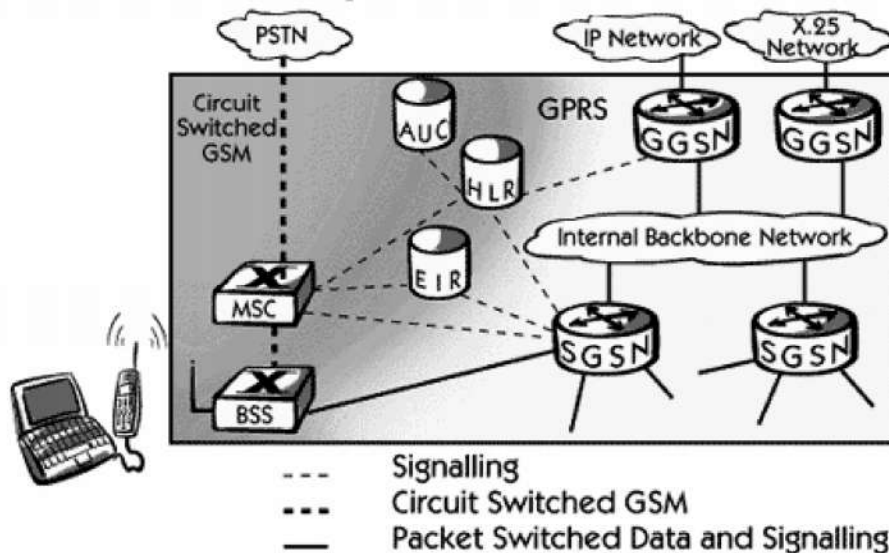 PSTN
IP Network
X.25
Network
Circuit
Switched
GSM
AUC
GPRS
GGSN
GGSN
HLR
Internal Backbone Network
EIR
MSC
SGSN
SGSN
BSS
Signalling
Circuit Switched GSM
Packet Switched Data and Signalling